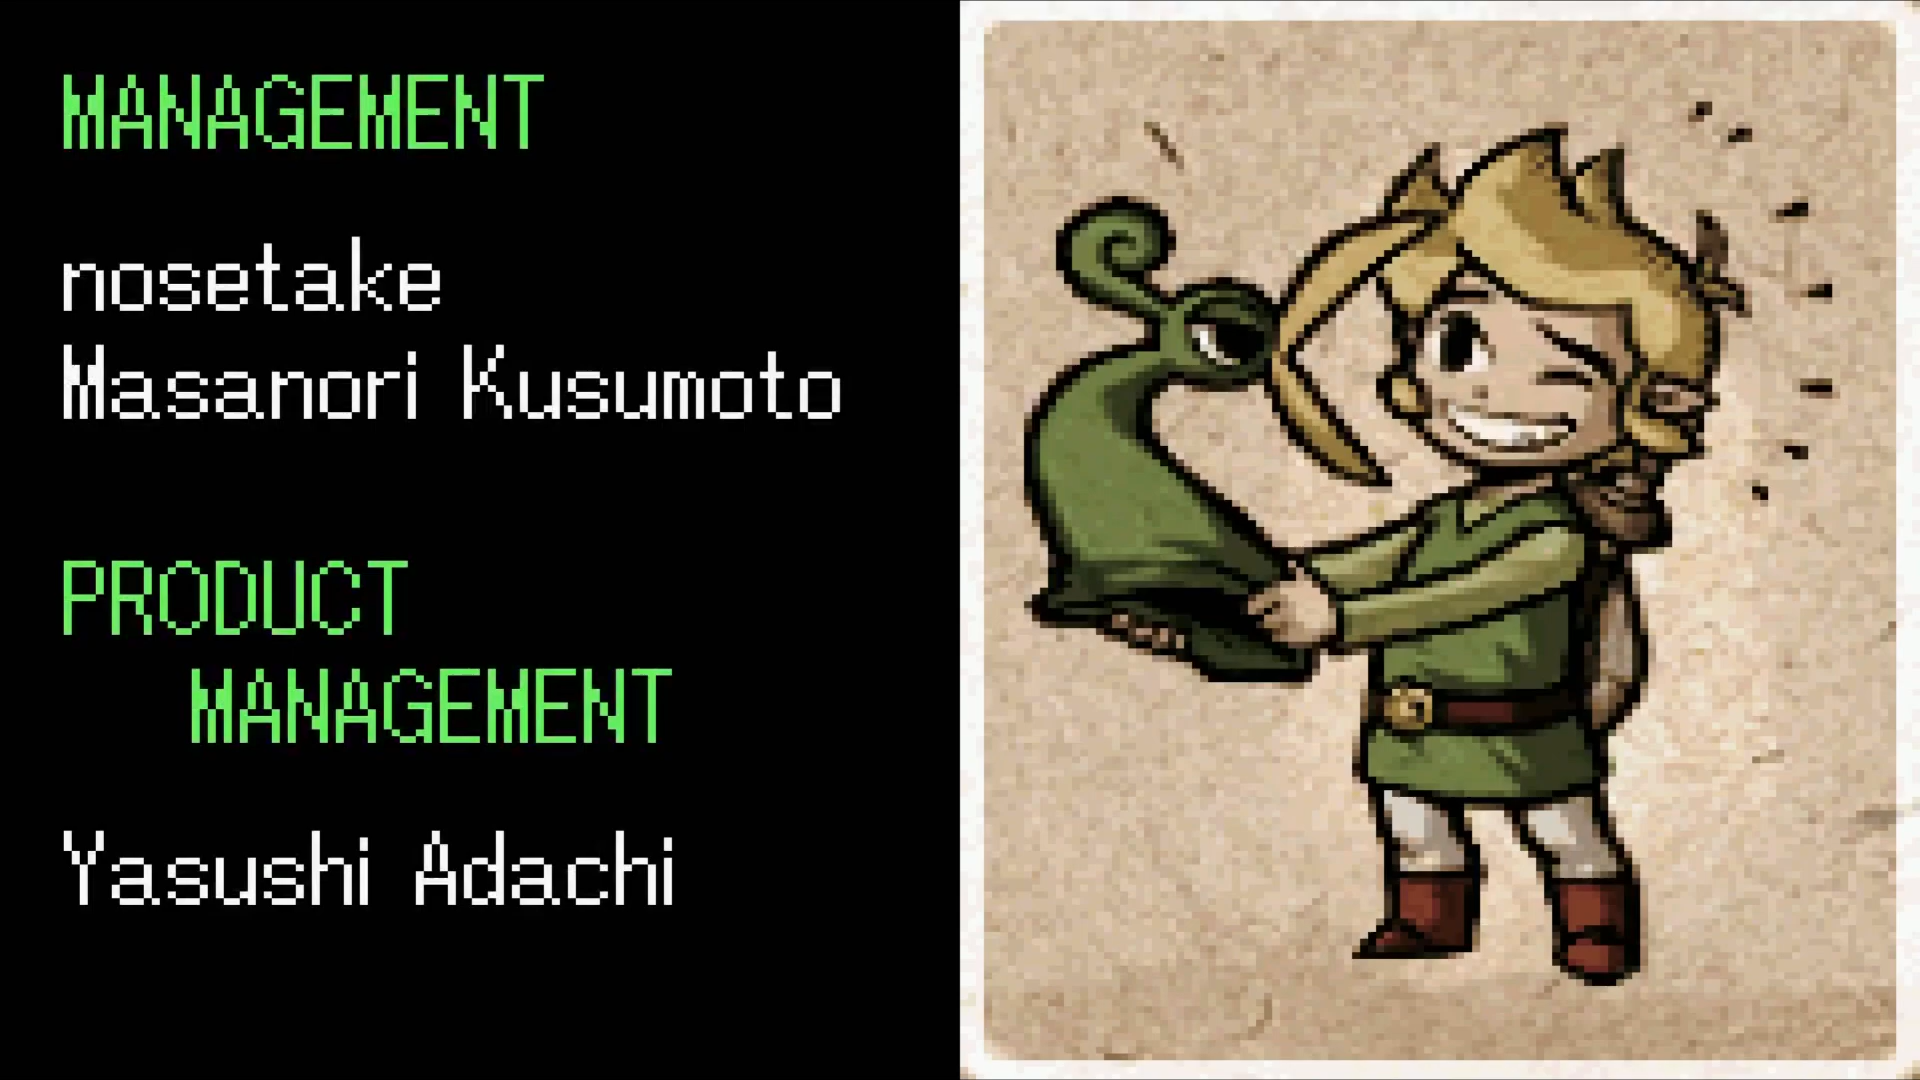 MANAGEMENT
nosetake
Masanori Kusumoto
PRODUCT
MANAGEMENT
Yasushi Adachi